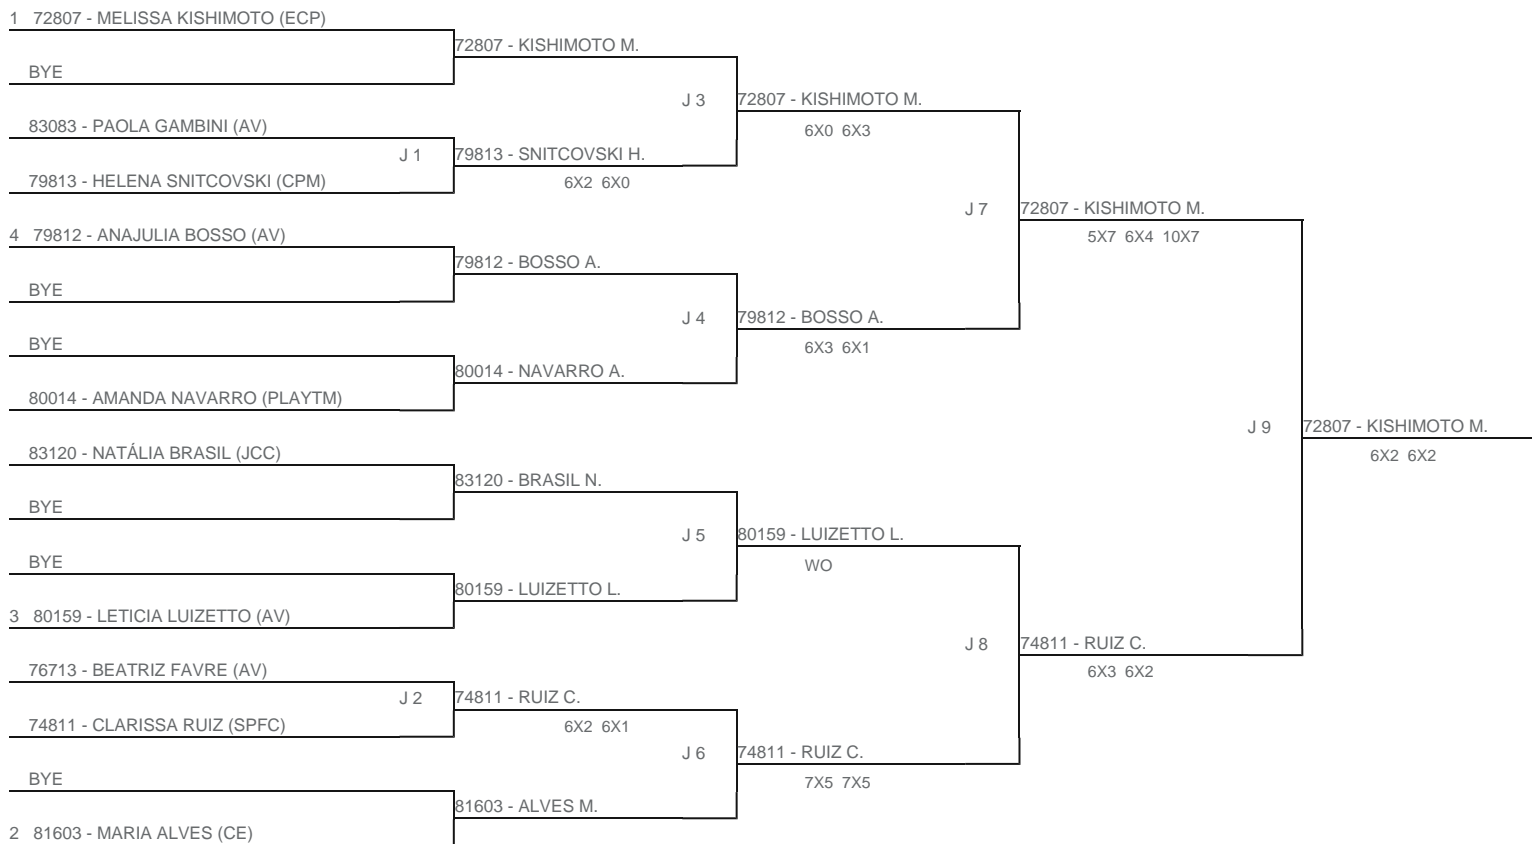 1 72807 - MELISSA KISHIMOTO (ECP)
72807 - KISHIMOTO M.
BYE
J 3 72807 - KISHIMOTO M.
83083 - PAOLA GAMBINI (AV)
6X0 6X3
J 1 79813 - SNITCOVSKI H.
79813 - HELENA SNITCOVSKI (CPM)
6X2 6X0
J 7 72807 - KISHIMOTO M.
4 79812 - ANAJULIA BOSSO (AV)
5X7 6X4 10X7
79812 - BOSSO A.
BYE
J 4 79812 - BOSSO A.
BYE
6X3 6X1
80014 - NAVARRO A.
80014 - AMANDA NAVARRO (PLAYTM)
J 9 72807 - KISHIMOTO M.
83120 - NATÁLIA BRASIL (JCC)
6X2 6X2
83120 - BRASIL N.
BYE
J 5 80159 - LUIZETTO L.
BYE
WO
80159 - LUIZETTO L.
3 80159 - LETICIA LUIZETTO (AV)
J 8 74811 - RUIZ C.
76713 - BEATRIZ FAVRE (AV)
6X3 6X2
J 2 74811 - RUIZ C.
74811 - CLARISSA RUIZ (SPFC)
6X2 6X1
J 6 74811 - RUIZ C.
BYE
7X5 7X5
81603 - ALVES M.
2 81603 - MARIA ALVES (CE)